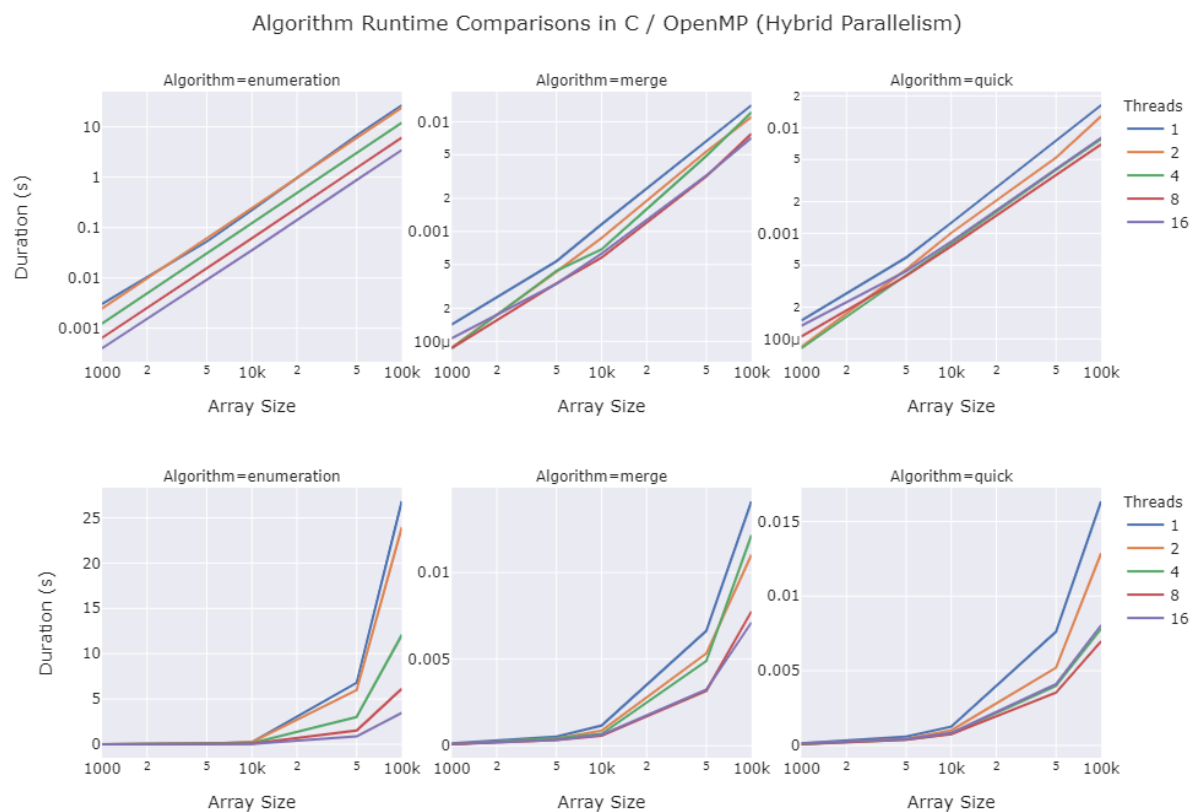 Algorithm Runtime Comparisons in C / OpenMP (Hybrid Parallelism)
Algorithm=enumeration
Algorithm=merge
Algorithm=quick
Duration (s)
10
1
0.1
0.01
0.001
1000 2 5 10k 2 5 100k
Array Size
0.01
5
2
0.001
5
2
100μ
1000 2 5 10k 2 5 100k
Array Size
2
0.01
5
2
0.001
5
2
100μ
1000 2 5 10k 2 5 100k
Array Size
Threads
1
2
4
8
16
Algorithm=enumeration
Algorithm=merge
Algorithm=quick
Duration (s)
25
20
15
10
5
0
1000 2 5 10k 2 5 100k
Array Size
0.01
0.005
0
1000 2 5 10k 2 5 100k
Array Size
0.015
0.01
0.005
0
1000 2 5 10k 2 5 100k
Array Size
Threads
1
2
4
8
16